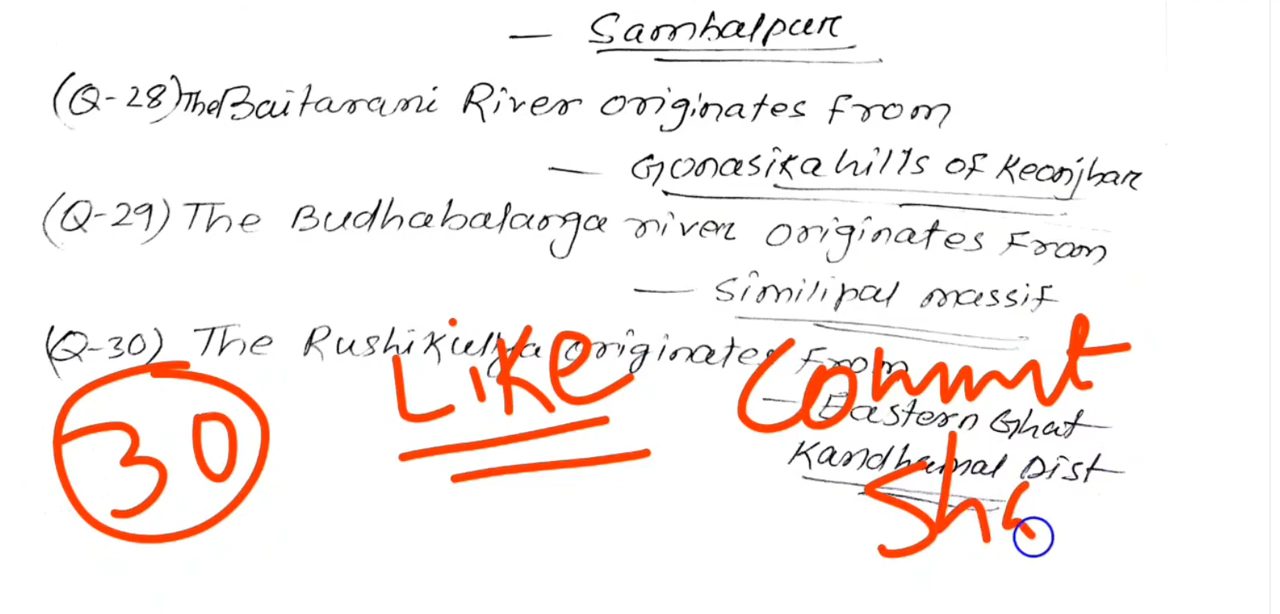 — Sambalpur
(Q-28) The Baitarani River originates from
— Gonasika hills of Keonjhar
(Q-29) The Budhabalanga river originates From
— Similipal massif
(Q-30) The Rushikulya originates From
— Eastern Ghat
Kandhamal Dist
30
Like
Commt
Sha